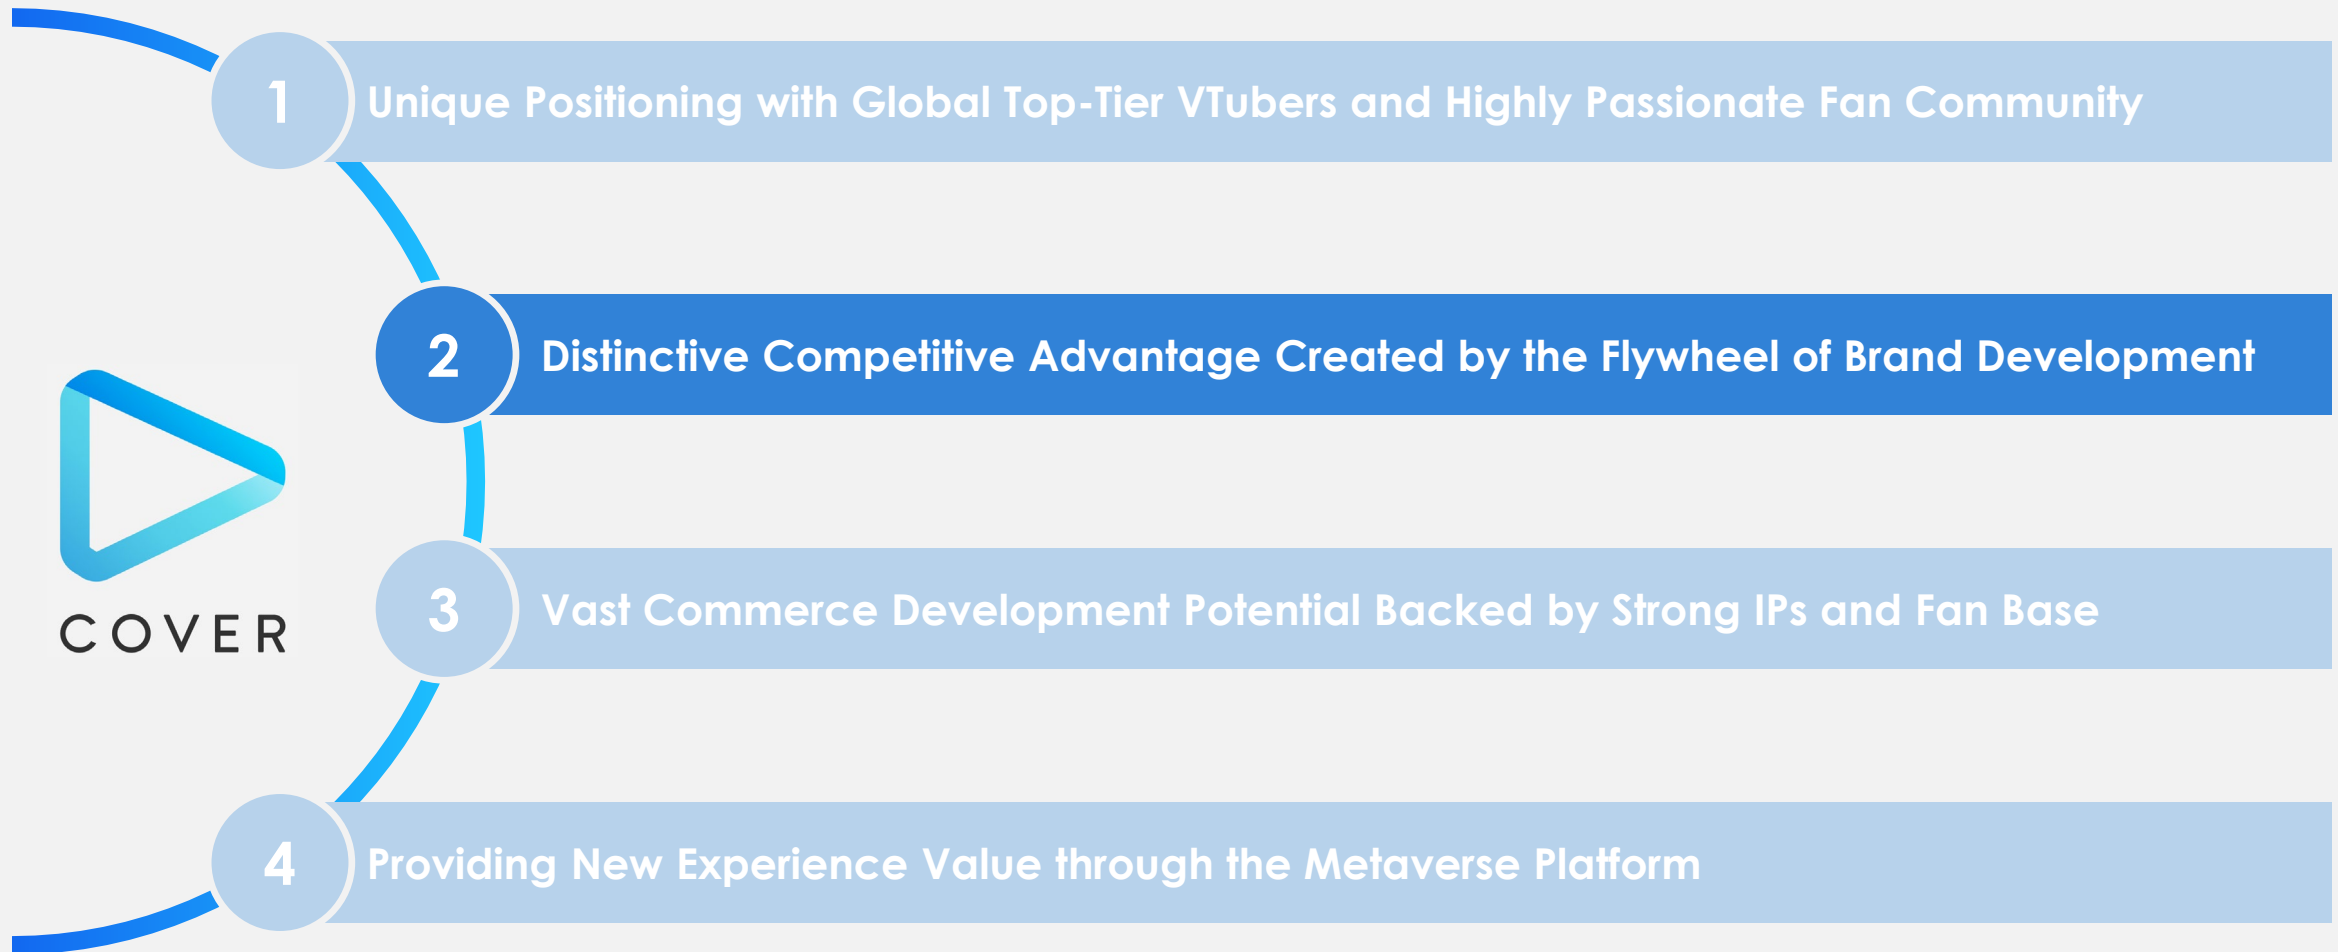 1
Unique Positioning with Global Top-Tier VTubers and Highly Passionate Fan Community
2
Distinctive Competitive Advantage Created by the Flywheel of Brand Development
COVER
3
Vast Commerce Development Potential Backed by Strong IPs and Fan Base
4
Providing New Experience Value through the Metaverse Platform